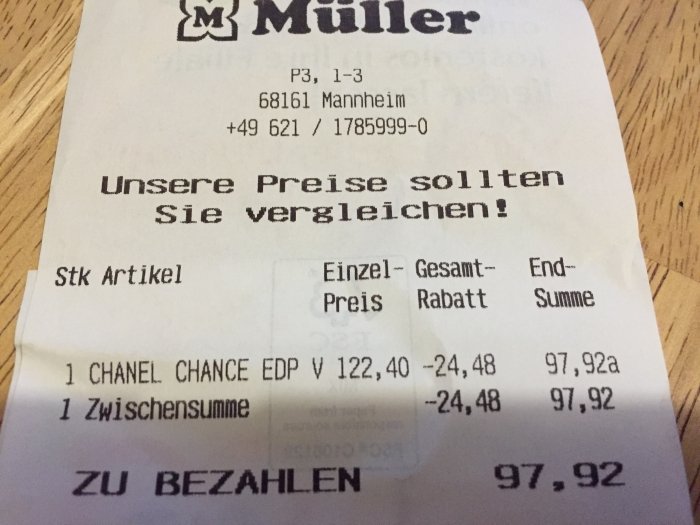 M Müller
P3, 1-3
68161 Mannheim
+49 621 / 1785999-0
Unsere Preise sollten
Sie vergleichen!
Stk Artikel Einzel- Gesamt- End-
Preis Rabatt Summe
1 CHANEL CHANCE EDP V 122,40 -24,48 97,92a
1 Zwischensumme -24,48 97,92
ZU BEZAHLEN 97,92